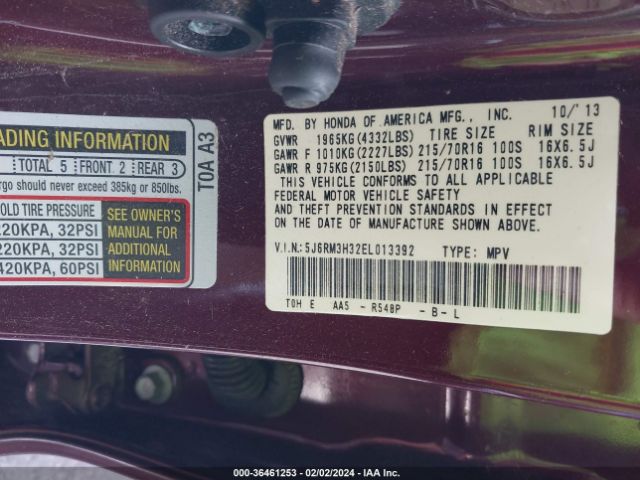 ADING INFORMATION
TOTAL 5 FRONT 2 REAR 3
rgo should never exceed 385kg or 850lbs.
OLD TIRE PRESSURE
220KPA, 32PSI
220KPA, 32PSI
420KPA, 60PSI
SEE OWNER'S
MANUAL FOR
ADDITIONAL
INFORMATION
T0A A3
MFD. BY HONDA OF AMERICA MFG., INC. 10/'13
GVWR 1965KG(4332LBS) TIRE SIZE RIM SIZE
GAWR F 1010KG(2227LBS) 215/70R16 100S 16X6.5J
GAWR R 975KG(2150LBS) 215/70R16 100S 16X6.5J
THIS VEHICLE CONFORMS TO ALL APPLICABLE
FEDERAL MOTOR VEHICLE SAFETY
AND THEFT PREVENTION STANDARDS IN EFFECT
ON THE DATE OF MANUFACTURE SHOWN ABOVE.
V.I.N:5J6RM3H32EL013392 TYPE: MPV
T0H E AA5 - R548P - B - L
000-36461253 - 02/02/2024 - IAA Inc.